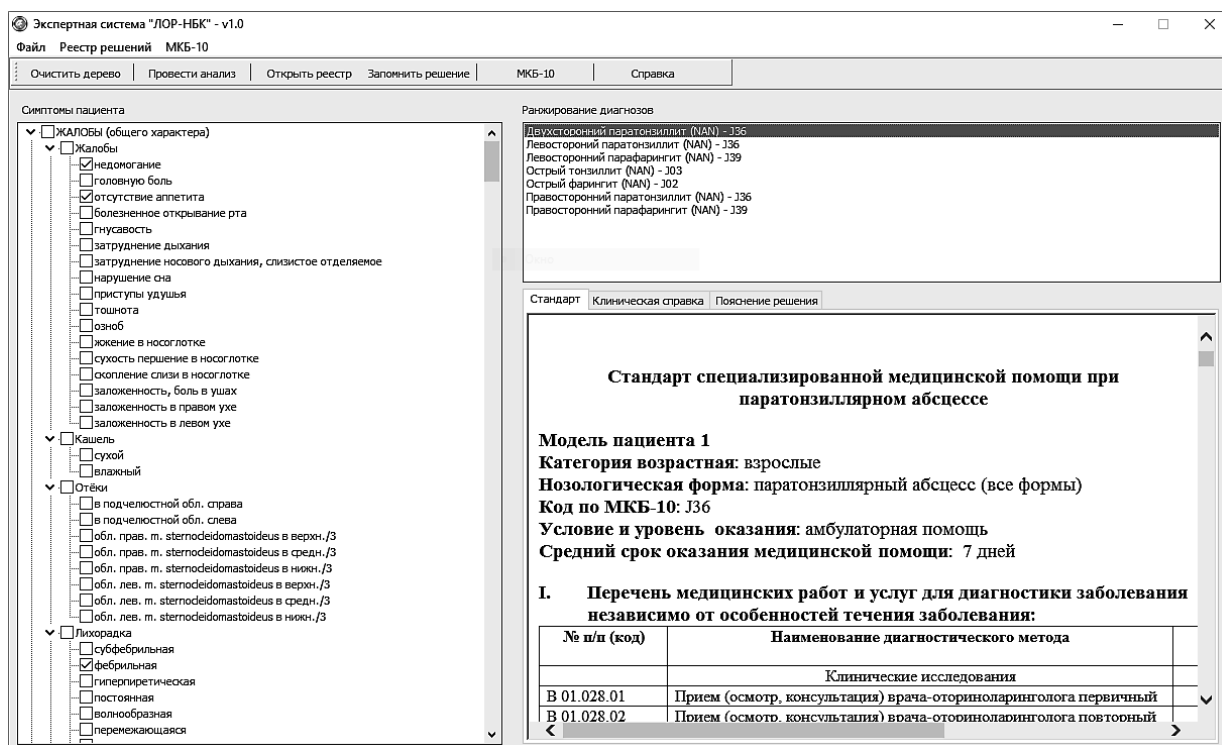 Экспертная система "ЛОР-НБК" - v1.0
Файл Реестр решений МКБ-10
Очистить дерево Провести анализ Открыть реестр Запомнить решение МКБ-10 Справка
Симптомы пациента
ЖАЛОБЫ (общего характера)
Жалобы
недомогание
головную боль
отсутствие аппетита
болезненное открывание рта
гнусавость
затруднение дыхания
затруднение носового дыхания, слизистое отделяемое
нарушение сна
приступы удушья
тошнота
озноб
жжение в носоглотке
сухость першение в носоглотке
скопление слизи в носоглотке
заложенность, боль в ушах
заложенность в правом ухе
заложенность в левом ухе
Кашель
сухой
влажный
Отёки
в подчелюстной обл. справа
в подчелюстной обл. слева
обл. прав. m. sternocleidomastoideus в верхн./3
обл. прав. m. sternocleidomastoideus в средн./3
обл. прав. m. sternocleidomastoideus в нижн./3
обл. лев. m. sternocleidomastoideus в верхн./3
обл. лев. m. sternocleidomastoideus в средн./3
обл. лев. m. sternocleidomastoideus в нижн./3
Лихорадка
субфебрильная
фебрильная
гиперпиретическая
постоянная
волнообразная
перемежающаяся
Ранжирование диагнозов
Двухсторонний паратонзиллит (NAN) - J36
Левостороний паратонзиллит (NAN) - J36
Левосторонний парафарингит (NAN) - J39
Острый тонзиллит (NAN) - J03
Острый фарингит (NAN) - J02
Правосторонний паратонзиллит (NAN) - J36
Правосторонний парафарингит (NAN) - J39
Стандарт Клиническая справка Пояснение решения
Стандарт специализированной медицинской помощи при
паратонзиллярном абсцессе
Модель пациента 1
Категория возрастная: взрослые
Нозологическая форма: паратонзиллярный абсцесс (все формы)
Код по МКБ-10: J36
Условие и уровень оказания: амбулаторная помощь
Средний срок оказания медицинской помощи: 7 дней
I. Перечень медицинских работ и услуг для диагностики заболевания
независимо от особенностей течения заболевания:
№ п/п (код) Наименование диагностического метода
Клинические исследования
В 01.028.01 Прием (осмотр, консультация) врача-оториноларинголога первичный
В 01.028.02 Прием (осмотр, консультация) врача-оториноларинголога повторный